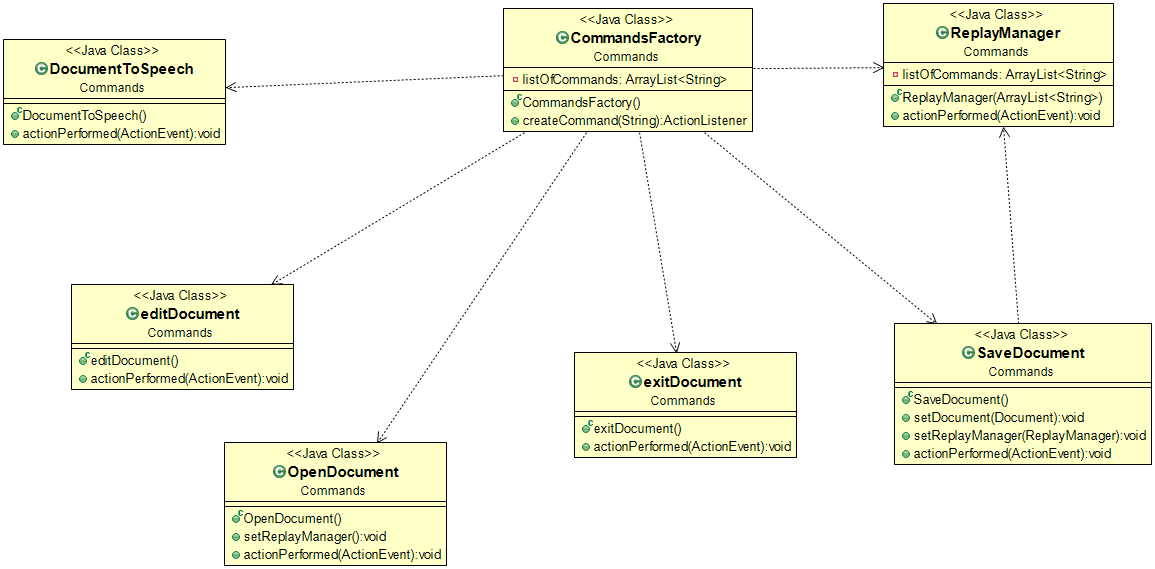 <<Java Class>>
DocumentToSpeech
Commands
DocumentToSpeech()
actionPerformed(ActionEvent):void
<<Java Class>>
CommandsFactory
Commands
listOfCommands: ArrayList<String>
CommandsFactory()
createCommand(String):ActionListener
<<Java Class>>
ReplayManager
Commands
listOfCommands: ArrayList<String>
ReplayManager(ArrayList<String>)
actionPerformed(ActionEvent):void
<<Java Class>>
editDocument
Commands
editDocument()
actionPerformed(ActionEvent):void
<<Java Class>>
OpenDocument
Commands
OpenDocument()
setReplayManager():void
actionPerformed(ActionEvent):void
<<Java Class>>
exitDocument
Commands
exitDocument()
actionPerformed(ActionEvent):void
<<Java Class>>
SaveDocument
Commands
SaveDocument()
setDocument(Document):void
setReplayManager(ReplayManager):void
actionPerformed(ActionEvent):void